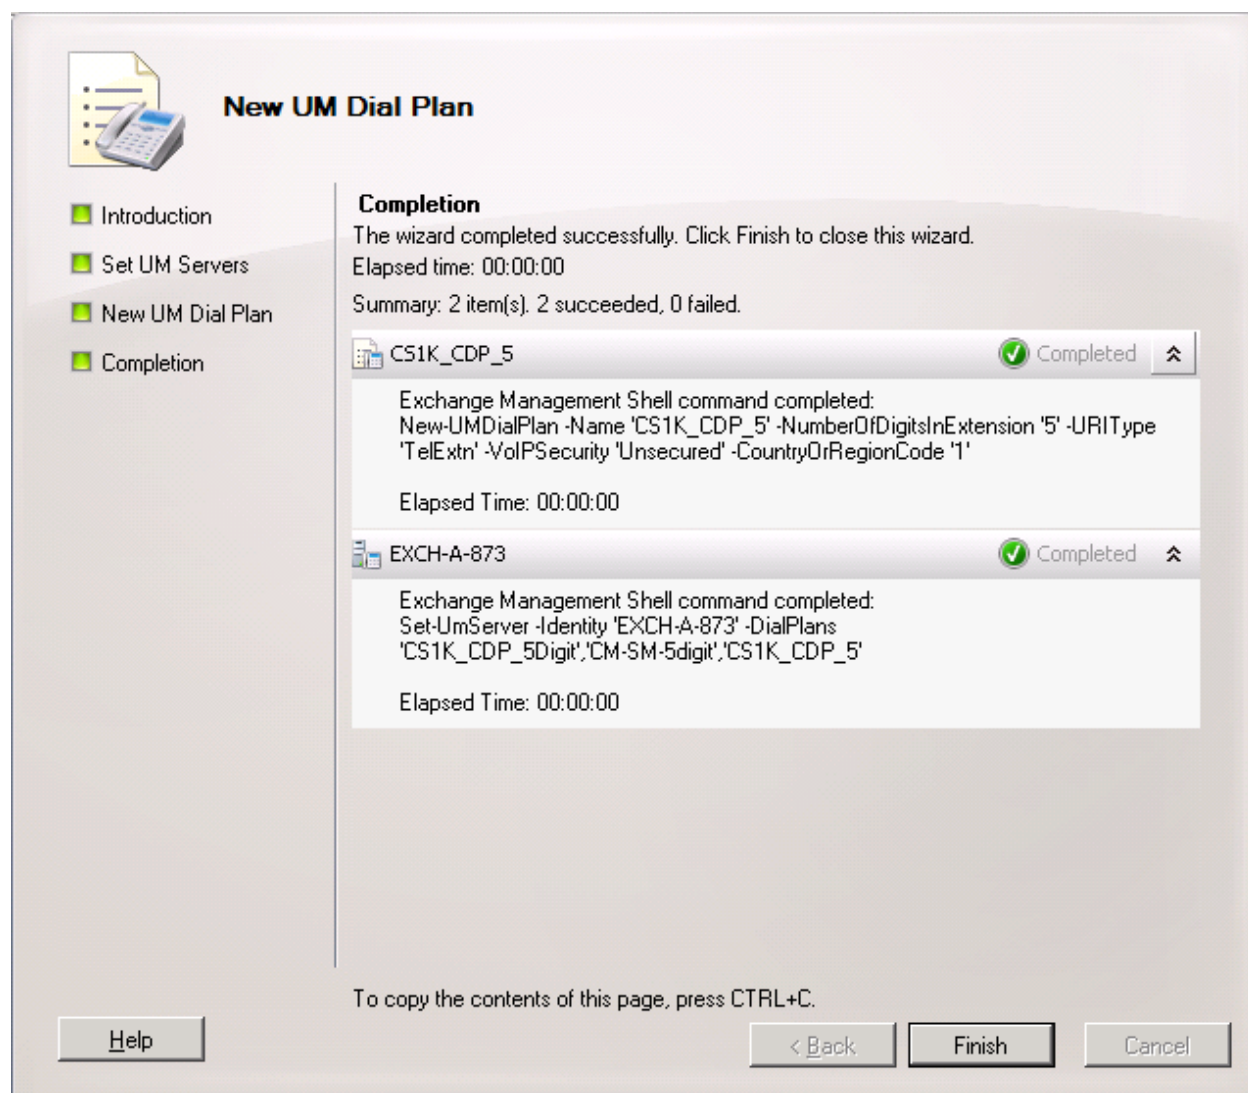 New UM Dial Plan
Introduction
Set UM Servers
New UM Dial Plan
Completion
Completion
The wizard completed successfully. Click Finish to close this wizard.
Elapsed time: 00:00:00
Summary: 2 item(s). 2 succeeded, 0 failed.
CS1K_CDP_5
Completed
Exchange Management Shell command completed:
New-UMDialPlan -Name 'CS1K_CDP_5' -NumberOfDigitsInExtension '5' -URIType
'TelExtn' -VoIPSecurity 'Unsecured' -CountryOrRegionCode '1'
Elapsed Time: 00:00:00
EXCH-A-873
Completed
Exchange Management Shell command completed:
Set-UmServer -Identity 'EXCH-A-873' -DialPlans
'CS1K_CDP_5Digit','CM-SM-5digit','CS1K_CDP_5'
Elapsed Time: 00:00:00
To copy the contents of this page, press CTRL+C.
Help
< Back
Finish
Cancel